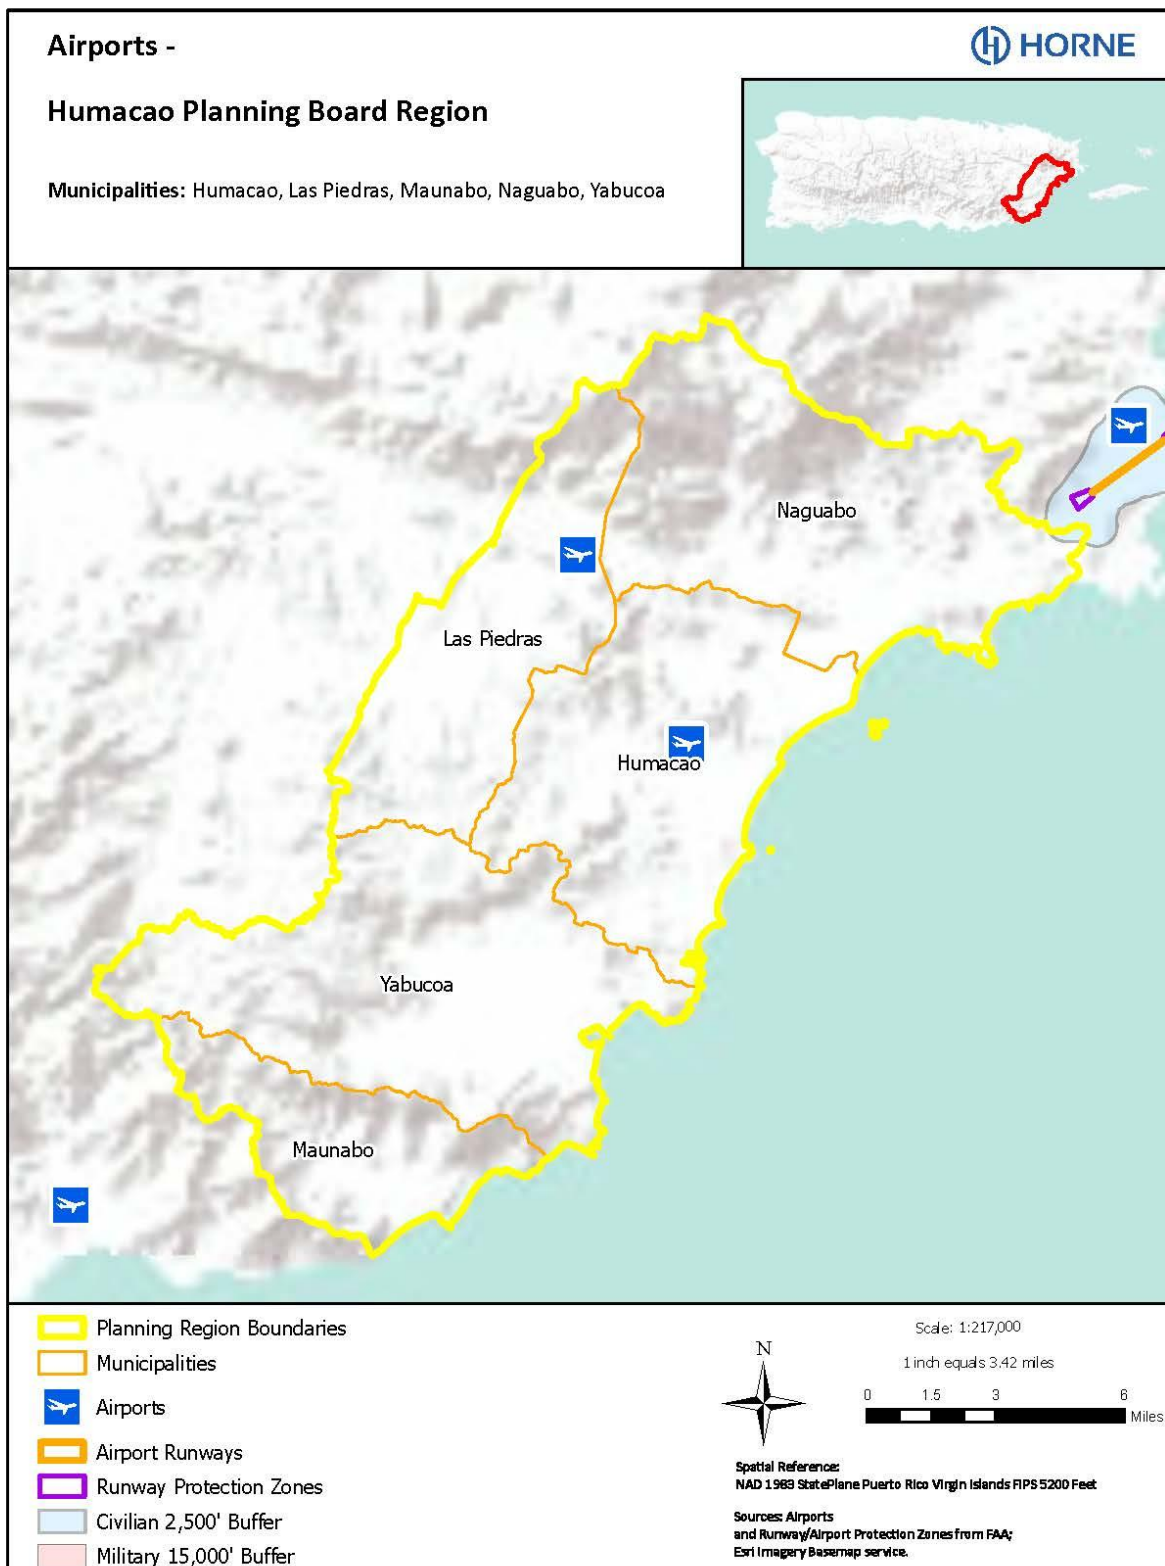 Airports -
HORNE
Humacao Planning Board Region
Municipalities: Humacao, Las Piedras, Maunabo, Naguabo, Yabucoa
Naguabo
Las Piedras
Humacao
Yabucoa
Maunabo
Planning Region Boundaries
Municipalities
Airports
Airport Runways
Runway Protection Zones
Civilian 2,500' Buffer
Military 15,000' Buffer
N
Scale: 1:217,000
1 inch equals 3.42 miles
0 1.5 3 6
Miles
Spatial Reference:
NAD 1983 StatePlane Puerto Rico Virgin Islands FIPS 5200 Feet
Sources: Airports
and Runway/Airport Protection Zones from FAA;
Esri Imagery Basemap service.